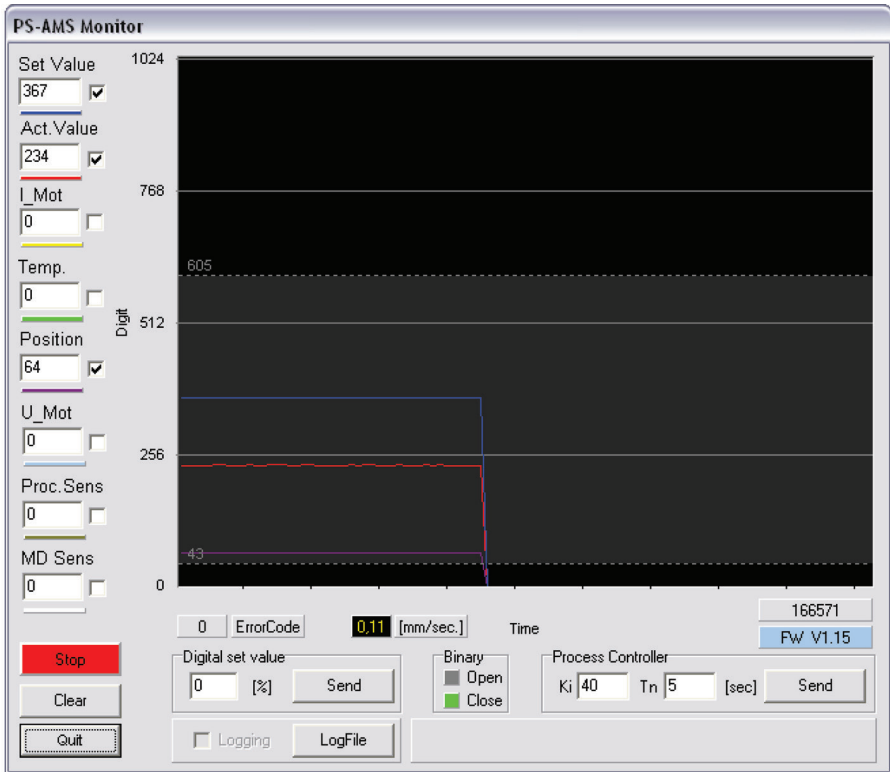 PS-AMS Monitor
Set Value
367
Act.Value
234
I_Mot
0
Temp.
0
Position
64
U_Mot
0
Proc.Sens
0
MD Sens
0
1024
768
605
Digit
512
256
43
0
0 ErrorCode 0,11 [mm/sec.] Time
166571
FW V1.15
Stop
Clear
Quit
Digital set value
0 [%] Send
Binary
Open
Close
Process Controller
Ki 40 Tn 5 [sec] Send
Logging LogFile